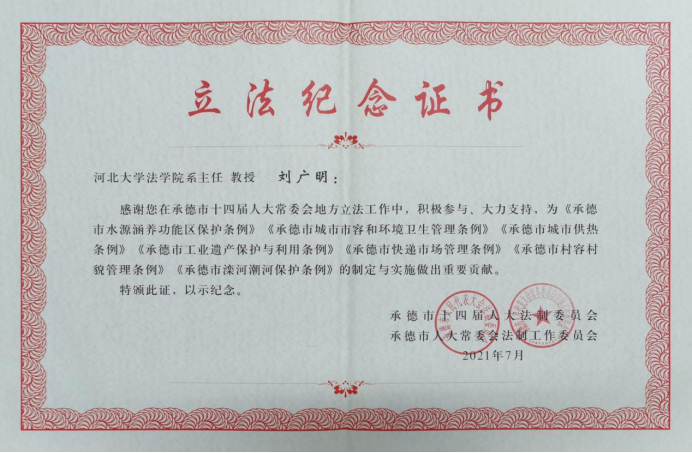 立法纪念证书
河北大学法学院系主任 教授 刘广明：
感谢您在承德市十四届人大常委会地方立法工作中，积极参与、大力支持，为《承德
市水源涵养功能区保护条例》《承德市城市市容和环境卫生管理条例》《承德市城市供热
条例》《承德市工业遗产保护与利用条例》《承德市快递市场管理条例》《承德市村容村
貌管理条例》《承德市滦河潮河保护条例》的制定与实施做出重要贡献。
特颁此证，以示纪念。
承德市十四届人大法制委员会
承德市人大常委会法制工作委员会
2021年7月